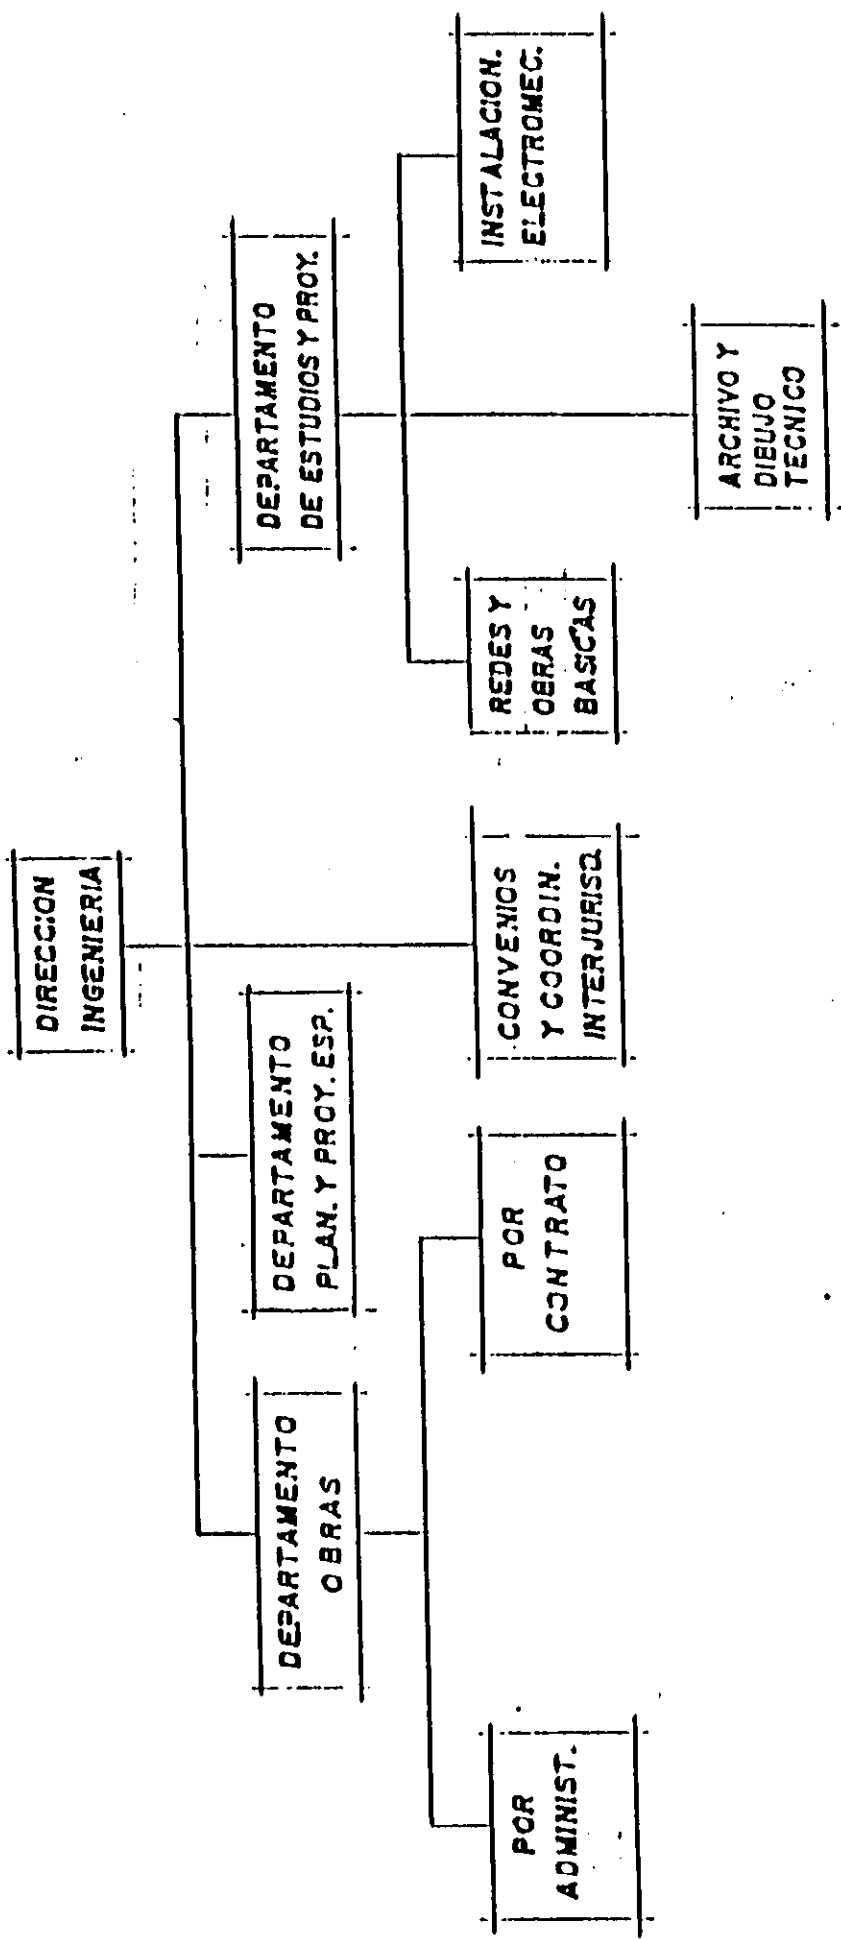 DIRECCION
INGENIERIA
DEPARTAMENTO
OBRAS
DEPARTAMENTO
PLAN. Y PROY. ESP.
DEPARTAMENTO
DE ESTUDIOS Y PROY.
POR
ADMINIST.
POR
CONTRATO
CONVENIOS
Y COORDIN.
INTERJURISD.
REDES Y
OBRAS
BASICAS
INSTALACION.
ELECTROMEC.
ARCHIVO Y
DIBUJO
TECNICO